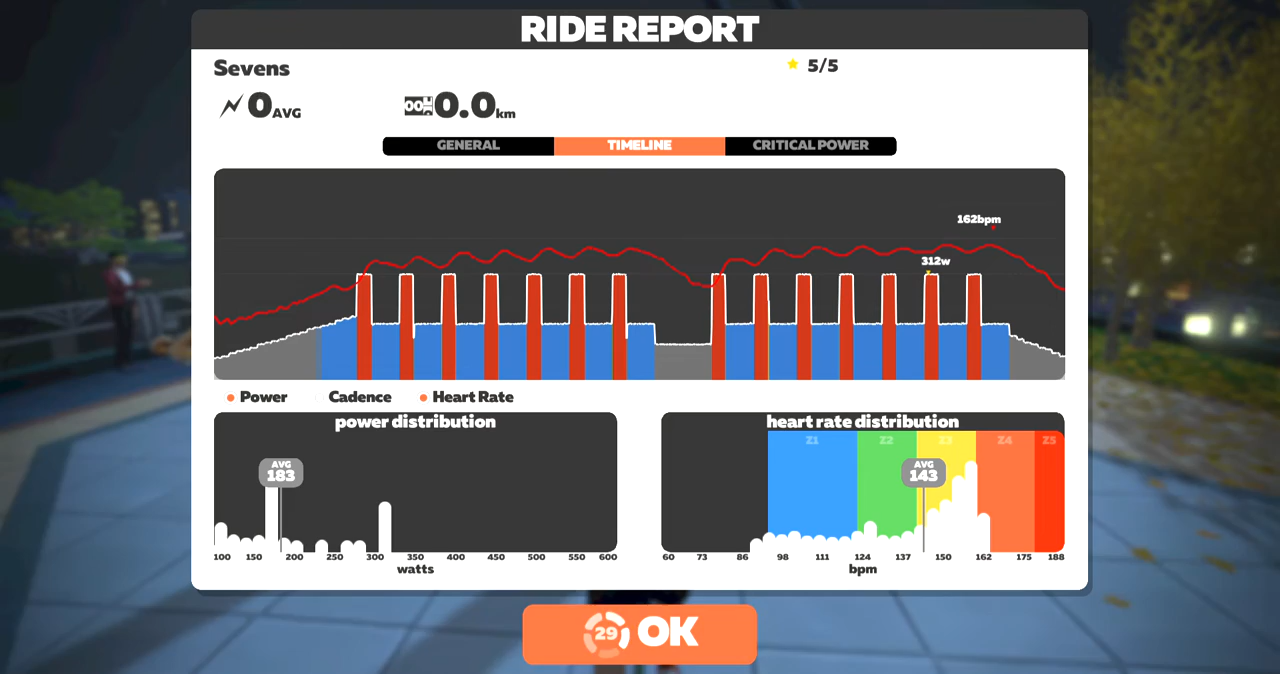 RIDE REPORT
Sevens
5/5
0AVG
0.0km
GENERAL TIMELINE CRITICAL POWER
162bpm
312w
Power Cadence Heart Rate
power distribution
AVG
183
100 150 200 250 300 350 400 450 500 550 600
watts
heart rate distribution
Z1 Z2 Z3 Z4 Z5
AVG
143
60 73 86 98 111 124 137 150 162 175 188
bpm
29 OK